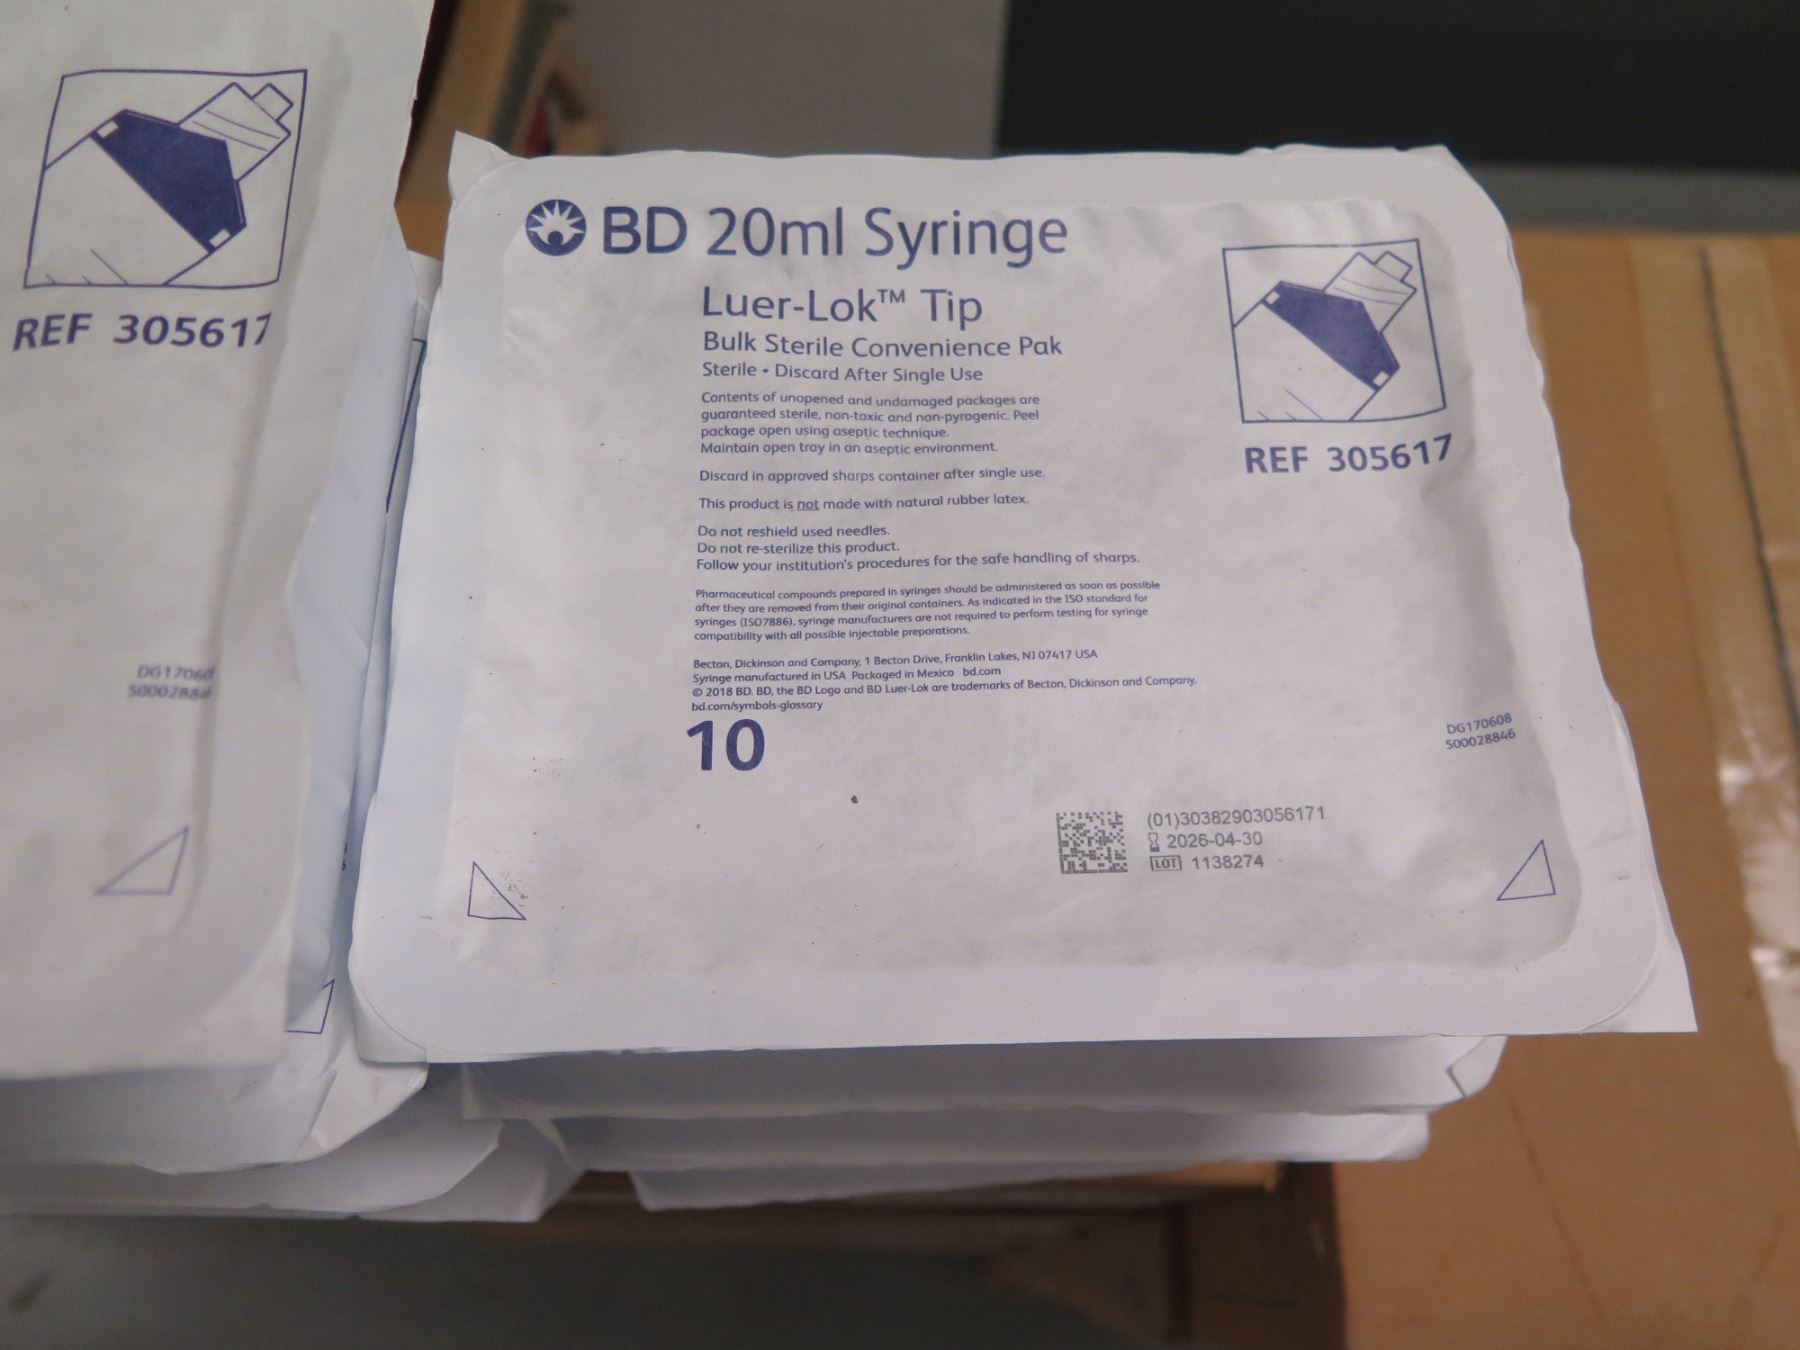 REF 305617
BD 20ml Syringe
Luer-Lok™ Tip
Bulk Sterile Convenience Pak
Sterile • Discard After Single Use
Contents of unopened and undamaged packages are
guaranteed sterile, non-toxic and non-pyrogenic. Peel
package open using aseptic technique.
Maintain open tray in an aseptic environment.
Discard in approved sharps container after single use.
This product is not made with natural rubber latex.
Do not reshield used needles.
Do not re-sterilize this product.
Follow your institution's procedures for the safe handling of sharps.
Pharmaceutical compounds prepared in syringes should be administered as soon as possible
after they are removed from their original containers. As indicated in the ISO standard for
syringes (ISO7886), syringe manufacturers are not required to perform testing for syringe
compatibility with all possible injectable preparations.
Becton, Dickinson and Company, 1 Becton Drive, Franklin Lakes, NJ 07417 USA
Syringe manufactured in USA Packaged in Mexico bd.com
© 2018 BD. BD, the BD Logo and BD Luer-Lok are trademarks of Becton, Dickinson and Company.
bd.com/symbols-glossary
10
REF 305617
DG170608
500028846
(01)30382903056171
2026-04-30
LOT 1138274